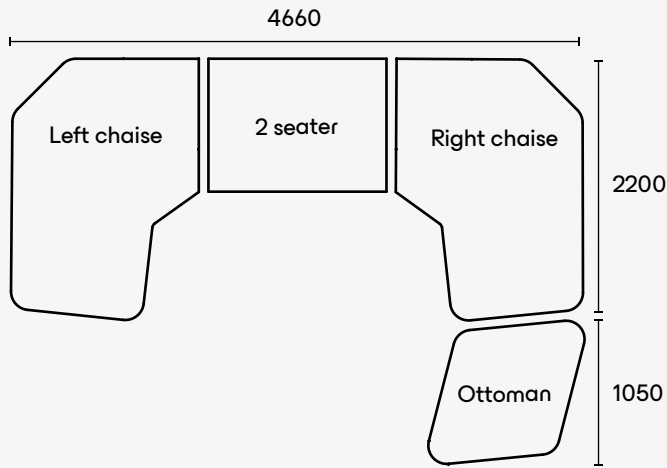 4660
Left chaise
2 seater
Right chaise
2200
Ottoman
1050